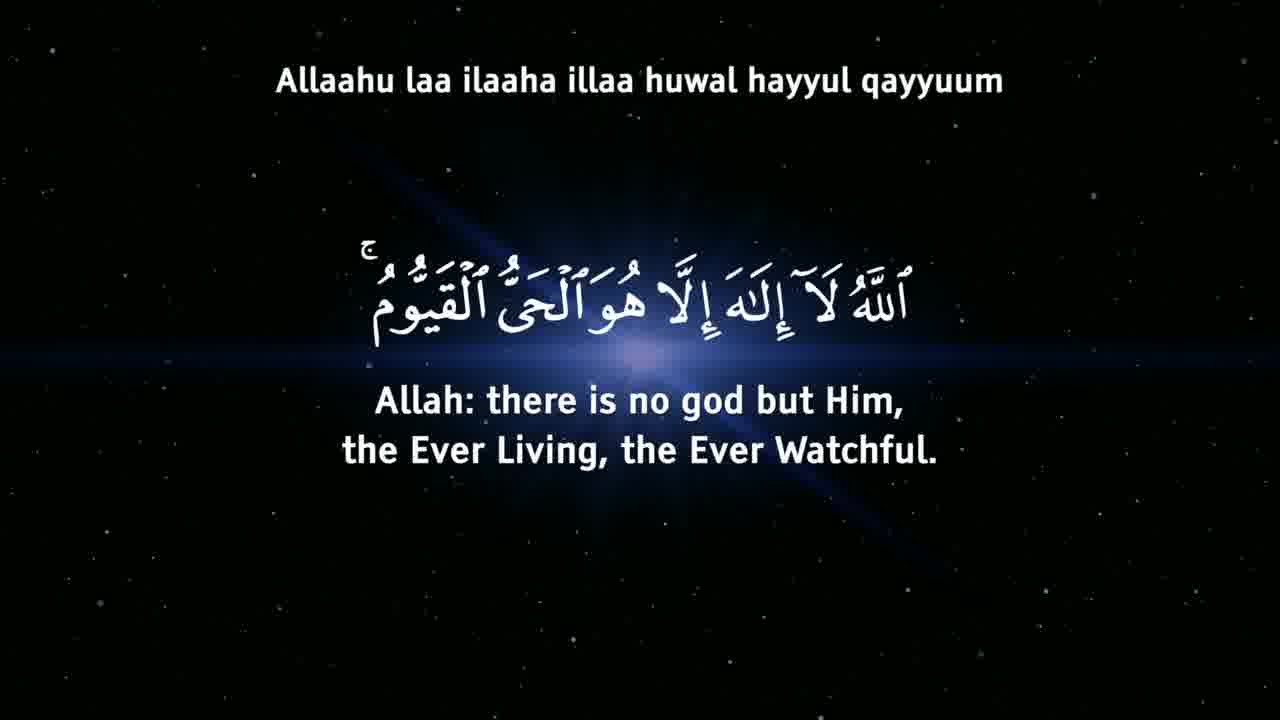 Allaahu laa ilaaha illaa huwal hayyul qayyuum
ٱللَّهُ لَآ إِلَـٰهَ إِلَّا هُوَ ٱلْحَىُّ ٱلْقَيُّومُ ۚ
Allah: there is no god but Him,
the Ever Living, the Ever Watchful.